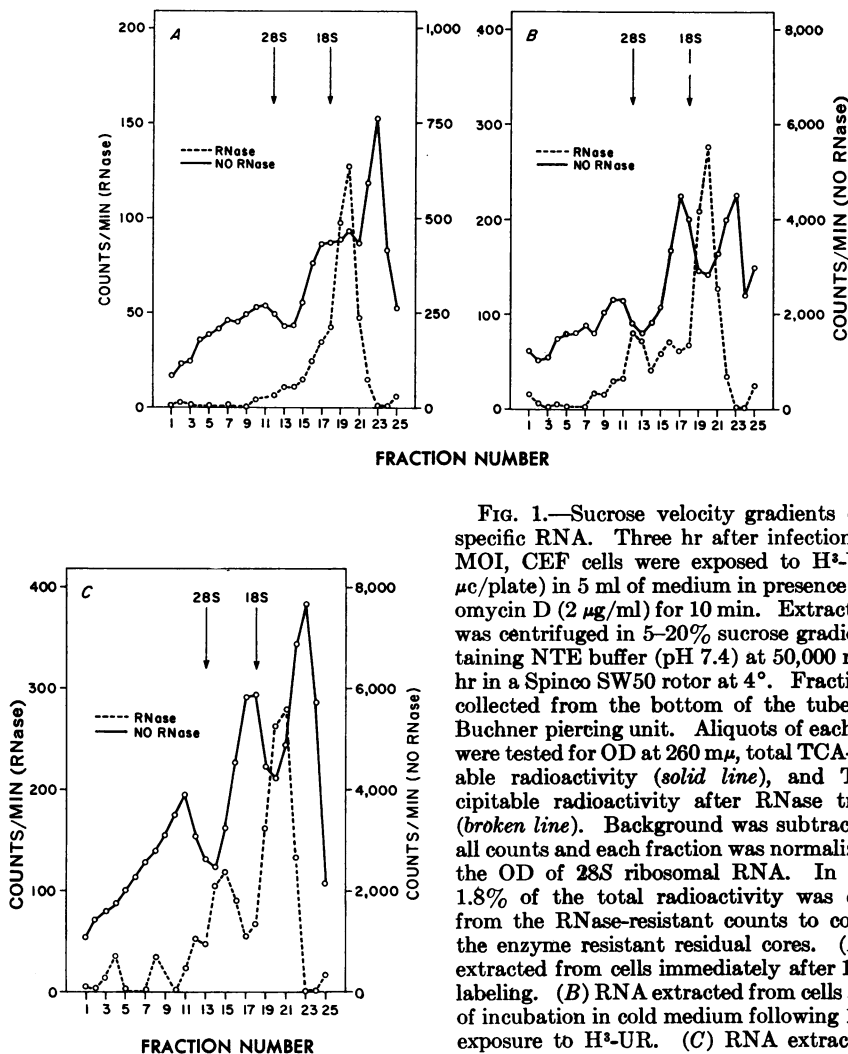 A
28S 18S
200
150
100
50
0
1,000
750
500
250
0
RNase
NO RNase
COUNTS/MIN (RNase)
1 3 5 7 9 11 13 15 17 19 21 23 25
B
28S 18S
400
300
200
100
0
8,000
6,000
4,000
2,000
0
RNase
NO RNase
COUNTS/MIN (NO RNase)
1 3 5 7 9 11 13 15 17 19 21 23 25
FRACTION NUMBER
C
28S 18S
400
300
200
100
0
8,000
6,000
4,000
2,000
0
RNase
NO RNase
COUNTS/MIN (RNase)
COUNTS/MIN (NO RNase)
1 3 5 7 9 11 13 15 17 19 21 23 25
FRACTION NUMBER
FIG. 1.—Sucrose velocity gradients
specific RNA. Three hr after infection
MOI, CEF cells were exposed to H³-
μc/plate) in 5 ml of medium in presence
omycin D (2 μg/ml) for 10 min. Extract
was centrifuged in 5–20% sucrose gradi
taining NTE buffer (pH 7.4) at 50,000
hr in a Spinco SW50 rotor at 4°. Fracti
collected from the bottom of the tube
Buchner piercing unit. Aliquots of each
were tested for OD at 260 mμ, total TCA-
able radioactivity (solid line), and T
cipitable radioactivity after RNase tr
(broken line). Background was subtrac
all counts and each fraction was normalis
the OD of 28S ribosomal RNA. In
1.8% of the total radioactivity was
from the RNase-resistant counts to co
the enzyme resistant residual cores. (
extracted from cells immediately after 1
labeling. (B) RNA extracted from cells
of incubation in cold medium following
exposure to H³-UR. (C) RNA extrac